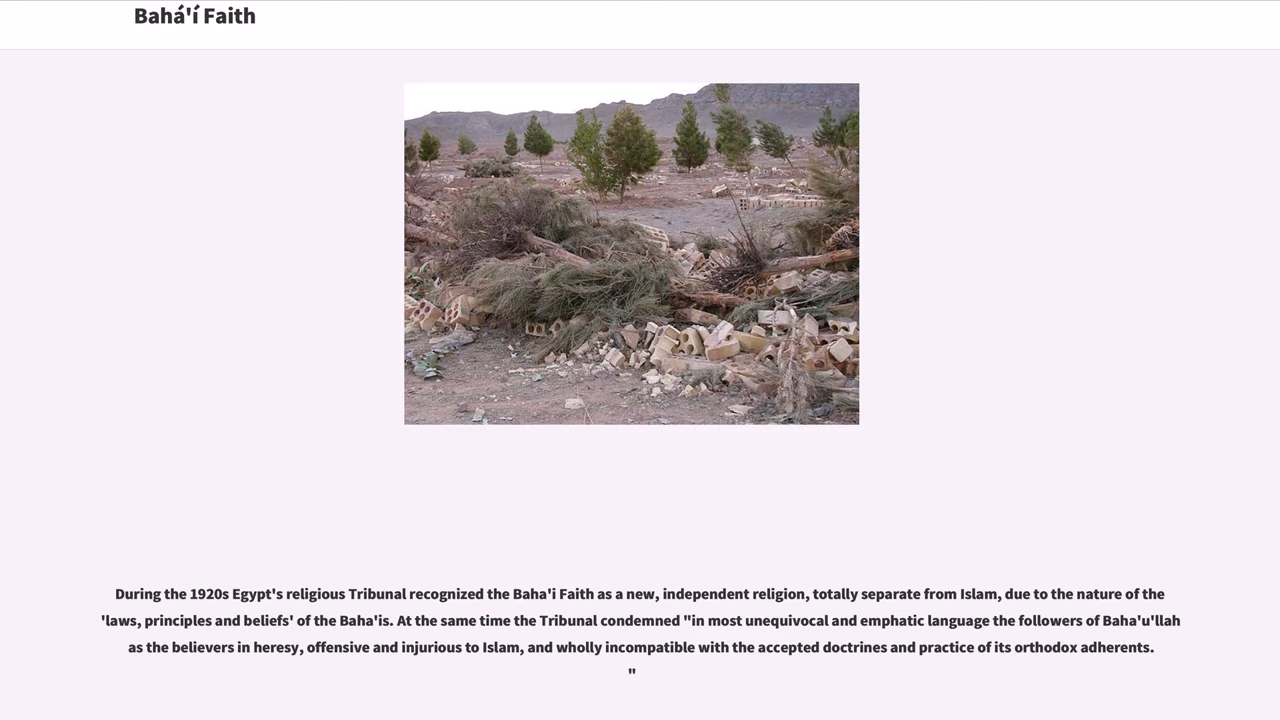 Bahá'í Faith
During the 1920s Egypt's religious Tribunal recognized the Baha'i Faith as a new, independent religion, totally separate from Islam, due to the nature of the
'laws, principles and beliefs' of the Baha'is. At the same time the Tribunal condemned "in most unequivocal and emphatic language the followers of Baha'u'llah
as the believers in heresy, offensive and injurious to Islam, and wholly incompatible with the accepted doctrines and practice of its orthodox adherents.
"